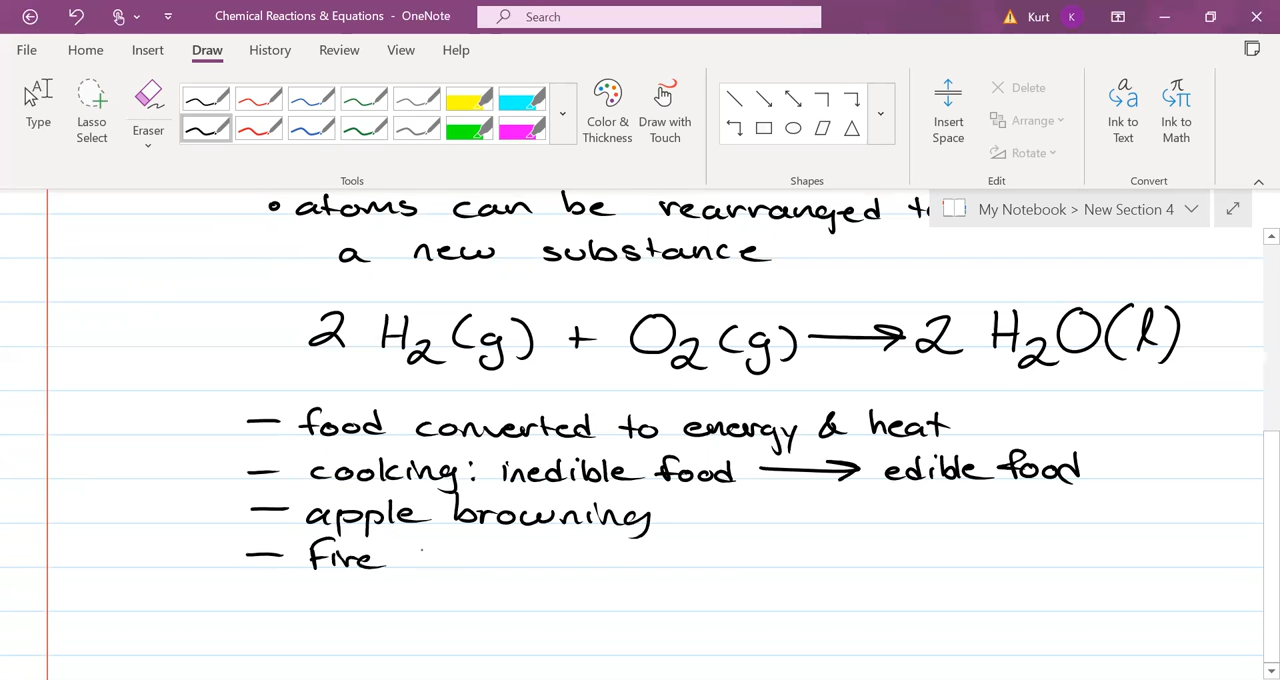 Chemical Reactions & Equations - OneNote
Search
Kurt
K
File Home Insert Draw History Review View Help
Type
Lasso Select
Eraser
Color & Thickness
Draw with Touch
Insert Space
Delete
Arrange
Rotate
Ink to Text
Ink to Math
Tools Shapes Edit Convert
My Notebook > New Section 4
• atoms can be rearranged
a new substance
2 H₂(g) + O₂(g) → 2 H₂O(l)
— food converted to energy & heat
— cooking: inedible food → edible food
— apple browning
— fire